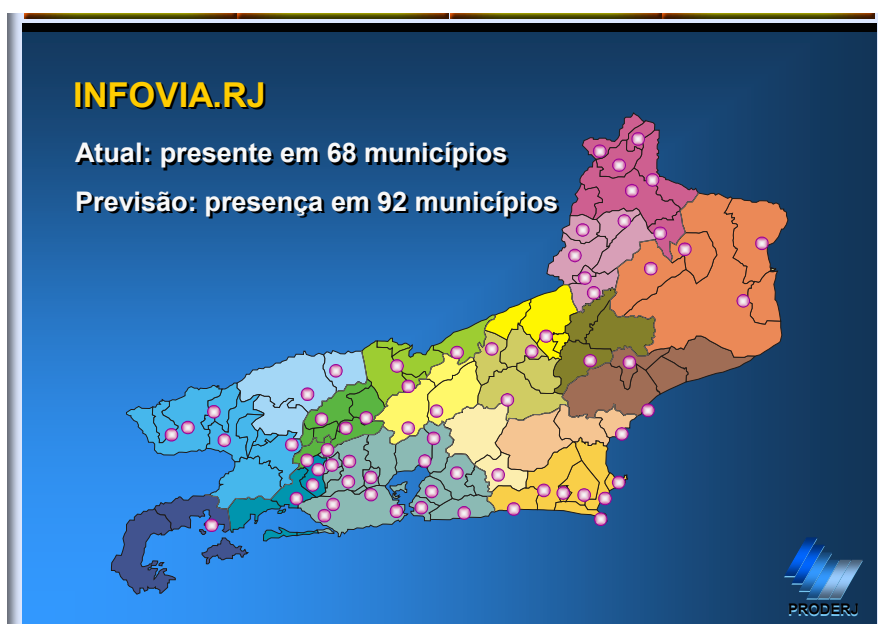 INFOVIA.RJ
Atual: presente em 68 municípios
Previsão: presença em 92 municípios
PRODERJ